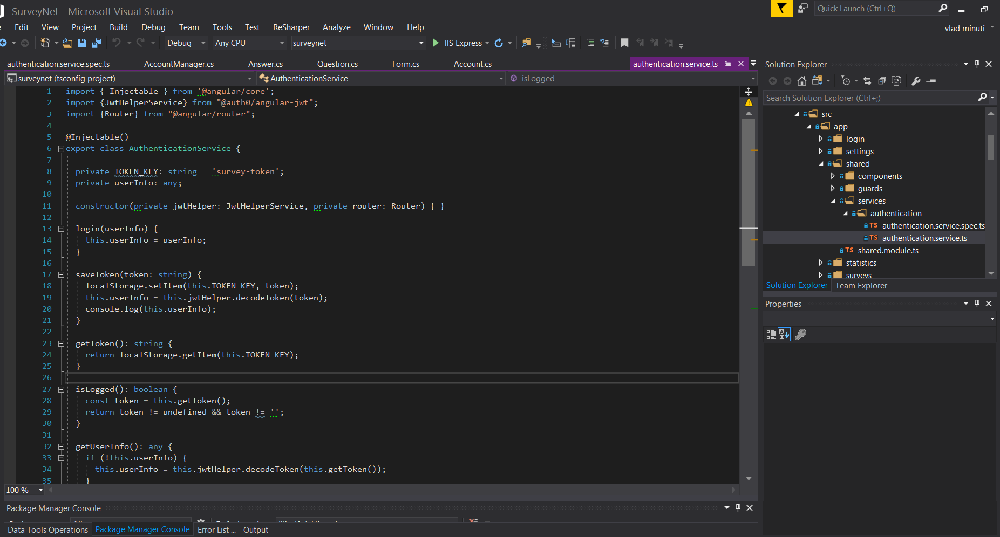 SurveyNet - Microsoft Visual Studio
Quick Launch (Ctrl+Q)
Edit View Project Build Debug Team Tools Test ReSharper Analyze Window Help
vlad minuti
Debug Any CPU surveynet IIS Express
authentication.service.spec.ts AccountManager.cs Answer.cs Question.cs Form.cs Account.cs authentication.service.ts
surveynet (tsconfig project) AuthenticationService isLogged
1 import { Injectable } from '@angular/core';
2 import {JwtHelperService} from "@auth0/angular-jwt";
3 import {Router} from "@angular/router";
4
5 @Injectable()
6 export class AuthenticationService {
7
8 private TOKEN_KEY: string = 'survey-token';
9 private userInfo: any;
10
11 constructor(private jwtHelper: JwtHelperService, private router: Router) { }
12
13 login(userInfo) {
14 this.userInfo = userInfo;
15 }
16
17 saveToken(token: string) {
18 localStorage.setItem(this.TOKEN_KEY, token);
19 this.userInfo = this.jwtHelper.decodeToken(token);
20 console.log(this.userInfo);
21 }
22
23 getToken(): string {
24 return localStorage.getItem(this.TOKEN_KEY);
25 }
26
27 isLogged(): boolean {
28 const token = this.getToken();
29 return token != undefined && token != '';
30 }
31
32 getUserInfo(): any {
33 if (!this.userInfo) {
34 this.userInfo = this.jwtHelper.decodeToken(this.getToken());
35 }
100 %
Solution Explorer
Search Solution Explorer (Ctrl+;)
src
app
login
settings
shared
components
guards
services
authentication
TS authentication.service.spec.ts
TS authentication.service.ts
TS shared.module.ts
statistics
surveys
Solution Explorer Team Explorer
Properties
Package Manager Console
Data Tools Operations Package Manager Console Error List ... Output